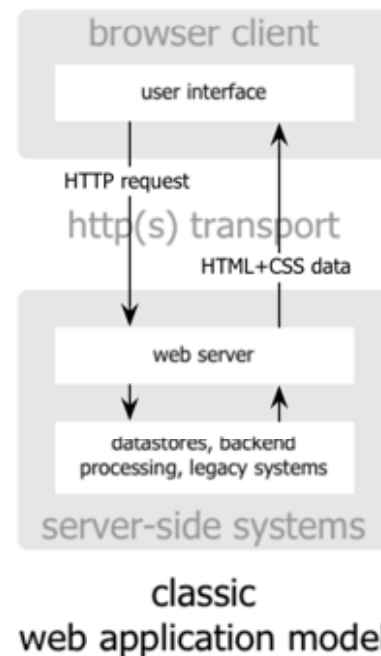 browser client
user interface
HTTP request
http(s) transport
HTML+CSS data
web server
datastores, backend
processing, legacy systems
server-side systems
classic
web application model